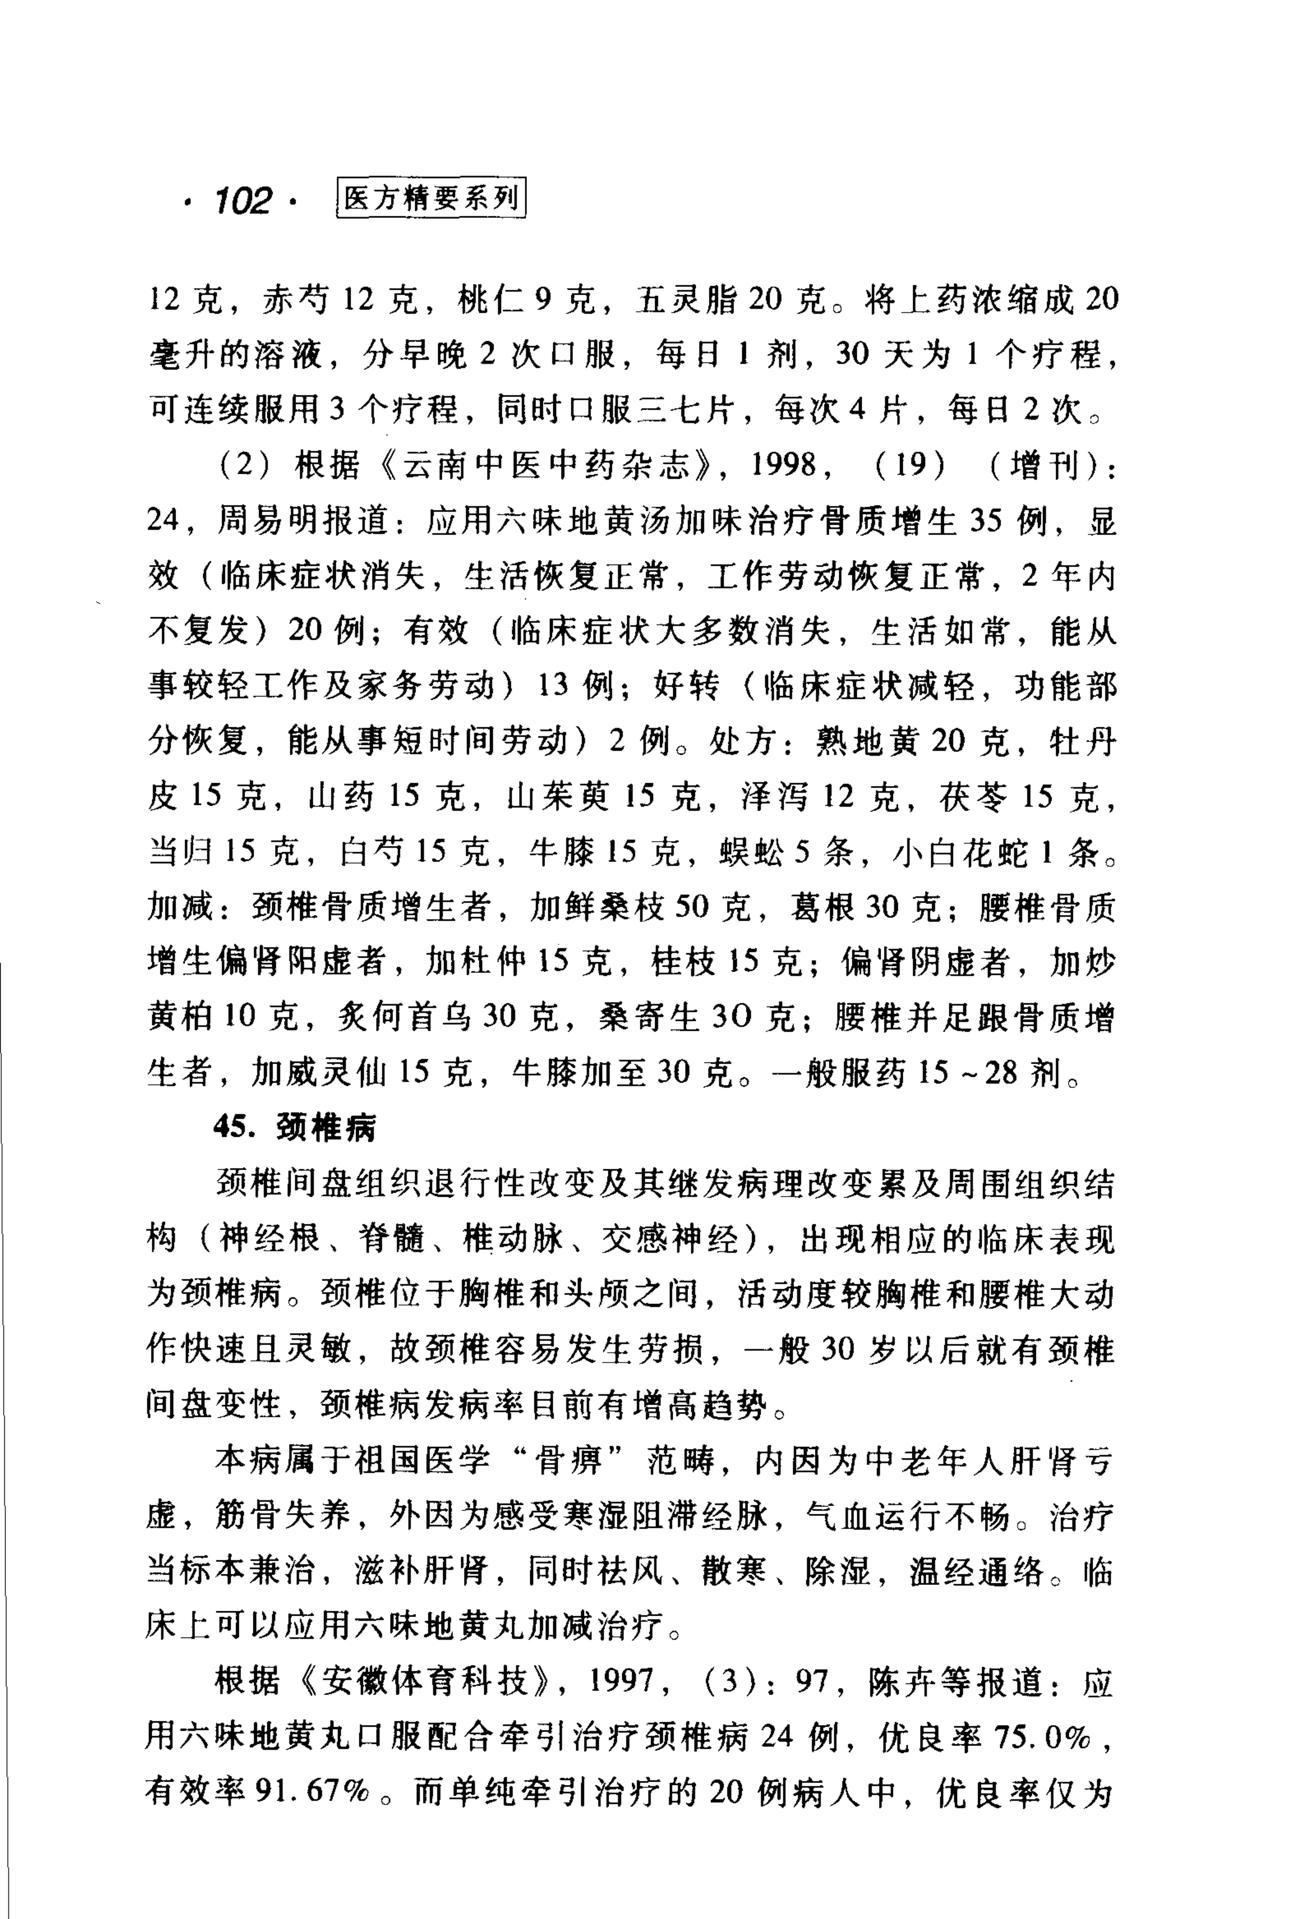 · 102 · 医方精要系列
12 克，赤芍 12 克，桃仁 9 克，五灵脂 20 克。将上药浓缩成 20
毫升的溶液，分早晚 2 次口服，每日 1 剂，30 天为 1 个疗程，
可连续服用 3 个疗程，同时口服三七片，每次 4 片，每日 2 次。
（2）根据《云南中医中药杂志》，1998，（19）（增刊）：
24，周易明报道：应用六味地黄汤加味治疗骨质增生 35 例，显
效（临床症状消失，生活恢复正常，工作劳动恢复正常，2 年内
不复发）20 例；有效（临床症状大多数消失，生活如常，能从
事较轻工作及家务劳动）13 例；好转（临床症状减轻，功能部
分恢复，能从事短时间劳动）2 例。处方：熟地黄 20 克，牡丹
皮 15 克，山药 15 克，山茱萸 15 克，泽泻 12 克，茯苓 15 克，
当归 15 克，白芍 15 克，牛膝 15 克，蜈蚣 5 条，小白花蛇 1 条。
加减：颈椎骨质增生者，加鲜桑枝 50 克，葛根 30 克；腰椎骨质
增生偏肾阳虚者，加杜仲 15 克，桂枝 15 克；偏肾阴虚者，加炒
黄柏 10 克，炙何首乌 30 克，桑寄生 30 克；腰椎并足跟骨质增
生者，加威灵仙 15 克，牛膝加至 30 克。一般服药 15～28 剂。
45. 颈椎病
颈椎间盘组织退行性改变及其继发病理改变累及周围组织结
构（神经根、脊髓、椎动脉、交感神经），出现相应的临床表现
为颈椎病。颈椎位于胸椎和头颅之间，活动度较胸椎和腰椎大动
作快速且灵敏，故颈椎容易发生劳损，一般 30 岁以后就有颈椎
间盘变性，颈椎病发病率目前有增高趋势。
本病属于祖国医学“骨痹”范畴，内因为中老年人肝肾亏
虚，筋骨失养，外因为感受寒湿阻滞经脉，气血运行不畅。治疗
当标本兼治，滋补肝肾，同时祛风、散寒、除湿，温经通络。临
床上可以应用六味地黄丸加减治疗。
根据《安徽体育科技》，1997，（3）：97，陈卉等报道：应
用六味地黄丸口服配合牵引治疗颈椎病 24 例，优良率 75.0%，
有效率 91.67%。而单纯牵引治疗的 20 例病人中，优良率仅为